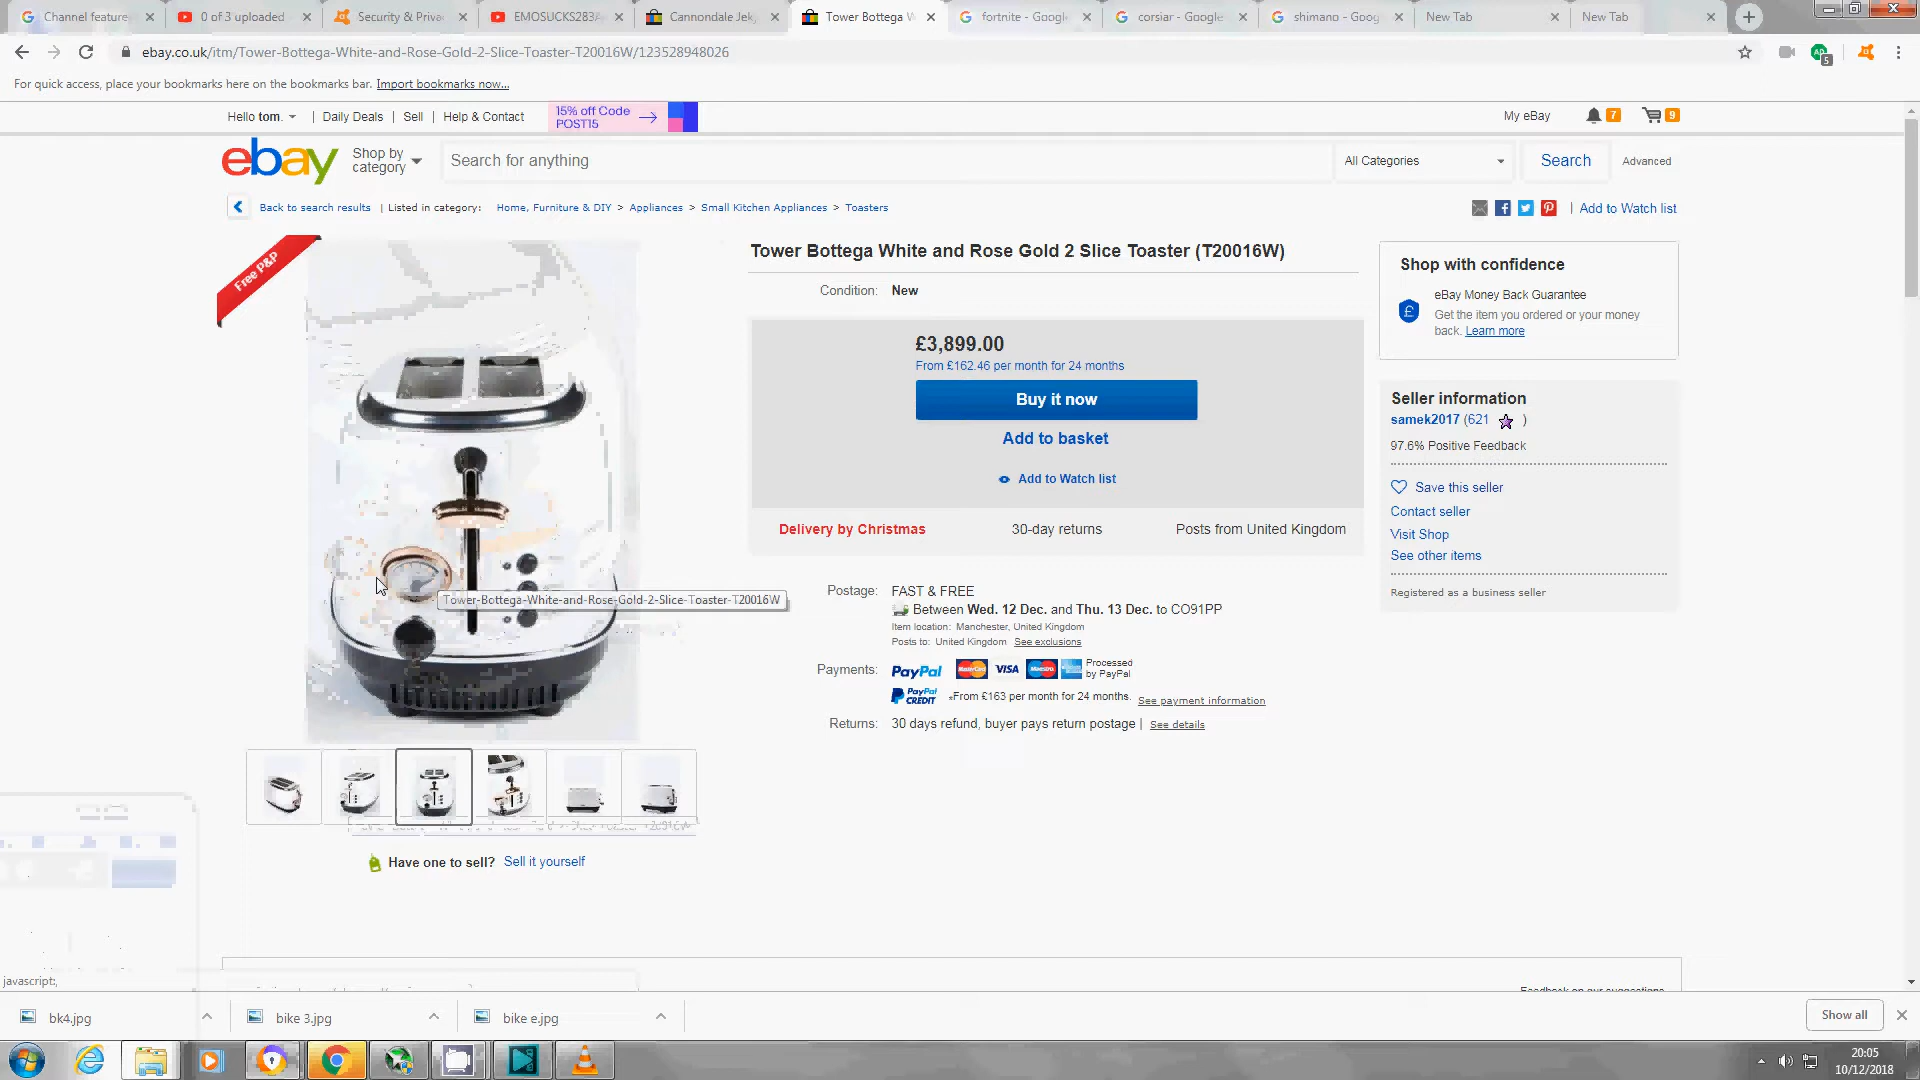 Channel feature
0 of 3 uploaded
Security & Priva
EMOSUCKS283/
Cannondale Jek
Tower Bottega W
fortnite - Google
corsiar - Google
shimano - Goog
New Tab
New Tab
ebay.co.uk/itm/Tower-Bottega-White-and-Rose-Gold-2-Slice-Toaster-T20016W/123528948026
5
For quick access, place your bookmarks here on the bookmarks bar. Import bookmarks now...
Hello tom. | Daily Deals | Sell | Help & Contact
15% off Code
POST15
My eBay 7 9
ebay
Shop by
category
Search for anything
All Categories
Search
Advanced
Back to search results | Listed in category: Home, Furniture & DIY > Appliances > Small Kitchen Appliances > Toasters
| Add to Watch list
Free P&P
Tower Bottega White and Rose Gold 2 Slice Toaster (T20016W)
Condition: New
£3,899.00
From £162.46 per month for 24 months
Buy it now
Add to basket
Add to Watch list
Delivery by Christmas 30-day returns Posts from United Kingdom
Tower-Bottega-White-and-Rose-Gold-2-Slice-Toaster-T20016W
Postage: FAST & FREE
Between Wed. 12 Dec. and Thu. 13 Dec. to CO91PP
Item location: Manchester, United Kingdom
Posts to: United Kingdom See exclusions
Payments: PayPal MasterCard VISA Maestro Processed
by PayPal
PayPal CREDIT *From £163 per month for 24 months. See payment information
Returns: 30 days refund, buyer pays return postage | See details
Shop with confidence
eBay Money Back Guarantee
Get the item you ordered or your money
back. Learn more
Seller information
samek2017 (621 )
97.6% Positive Feedback
Save this seller
Contact seller
Visit Shop
See other items
Registered as a business seller
Have one to sell? Sell it yourself
javascript:,
bk4.jpg
bike 3.jpg
bike e.jpg
Show all
20:05
10/12/2018